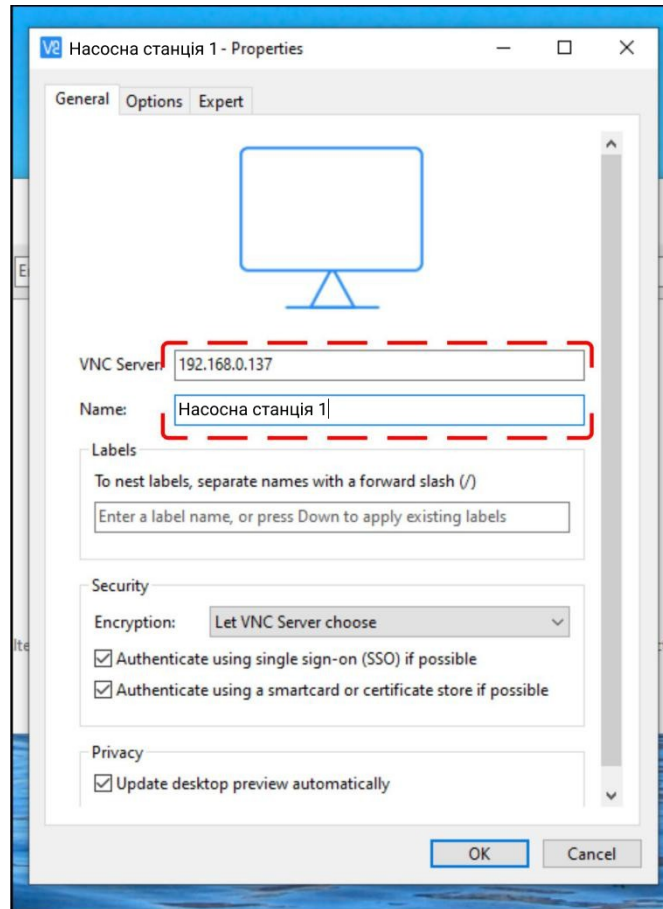 Насосна станція 1 - Properties
General Options Expert
VNC Server: 192.168.0.137
Name: Насосна станція 1
Labels
To nest labels, separate names with a forward slash (/)
Enter a label name, or press Down to apply existing labels
Security
Encryption: Let VNC Server choose
Authenticate using single sign-on (SSO) if possible
Authenticate using a smartcard or certificate store if possible
Privacy
Update desktop preview automatically
OK Cancel